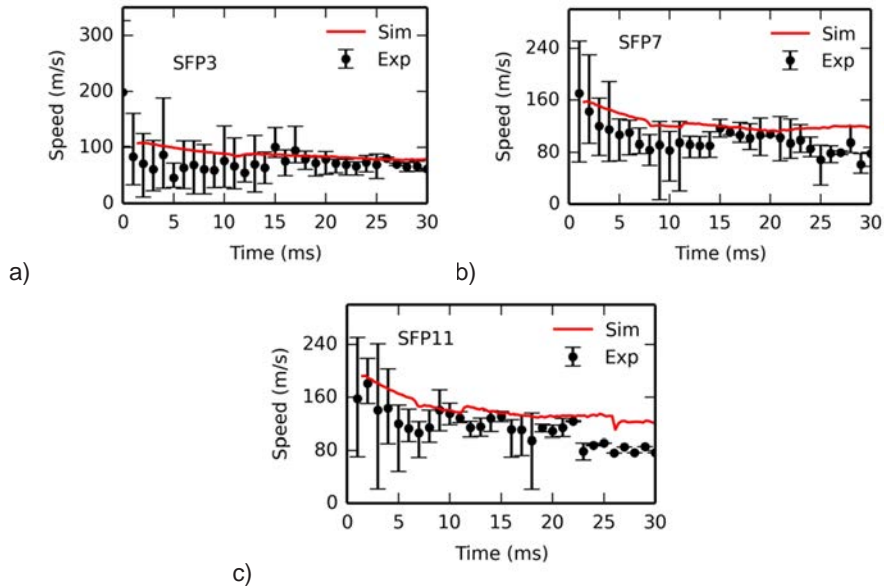 300
200
100
0
Speed (m/s)
SFP3
Sim
Exp
0 5 10 15 20 25 30
Time (ms)
a)
240
160
80
0
Speed (m/s)
SFP7
Sim
Exp
0 5 10 15 20 25 30
Time (ms)
b)
240
160
80
0
Speed (m/s)
SFP11
Sim
Exp
0 5 10 15 20 25 30
Time (ms)
c)